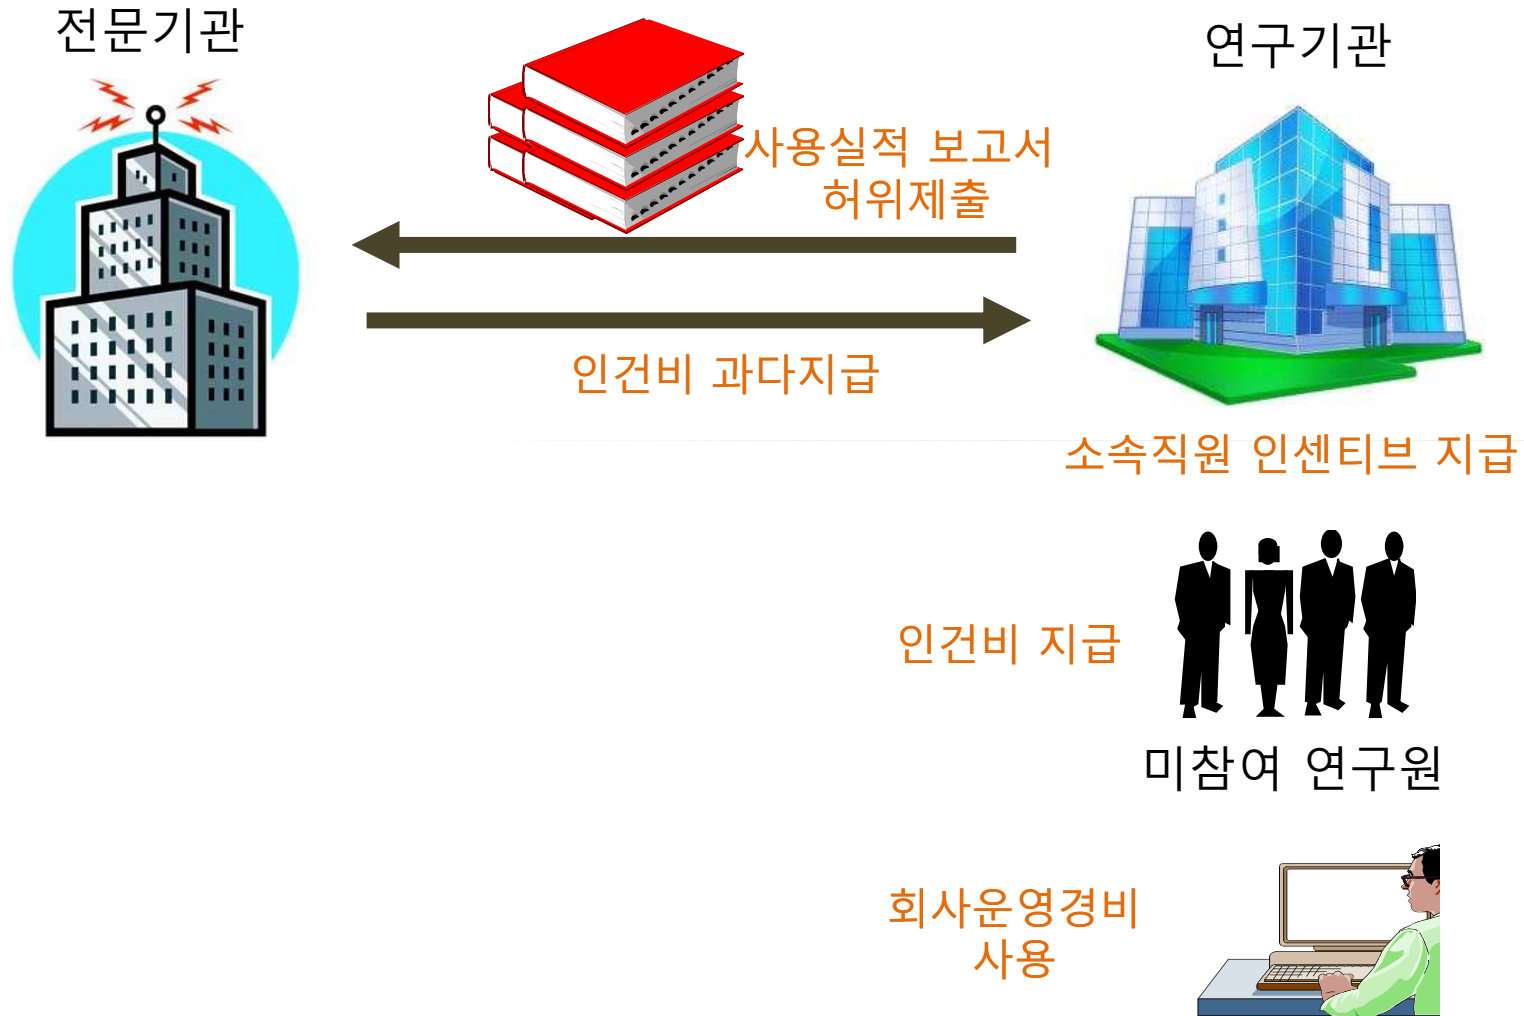 전문기관
연구기관
사용실적 보고서
허위제출
인건비 과다지급
소속직원 인센티브 지급
인건비 지급
미참여 연구원
회사운영경비
사용